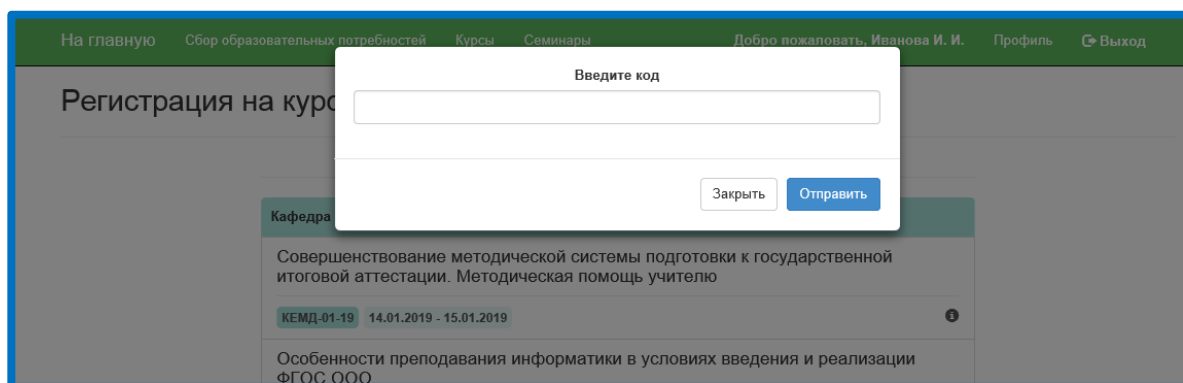 На главную Сбор образовательных потребностей Курсы Семинары Добро пожаловать, Иванова И. И. Профиль Выход
Введите код
Регистрация на курс
Закрыть Отправить
Кафедра
Совершенствование методической системы подготовки к государственной
итоговой аттестации. Методическая помощь учителю
КЕМД-01-19 14.01.2019 - 15.01.2019
Особенности преподавания информатики в условиях введения и реализации
ФГОС ООО